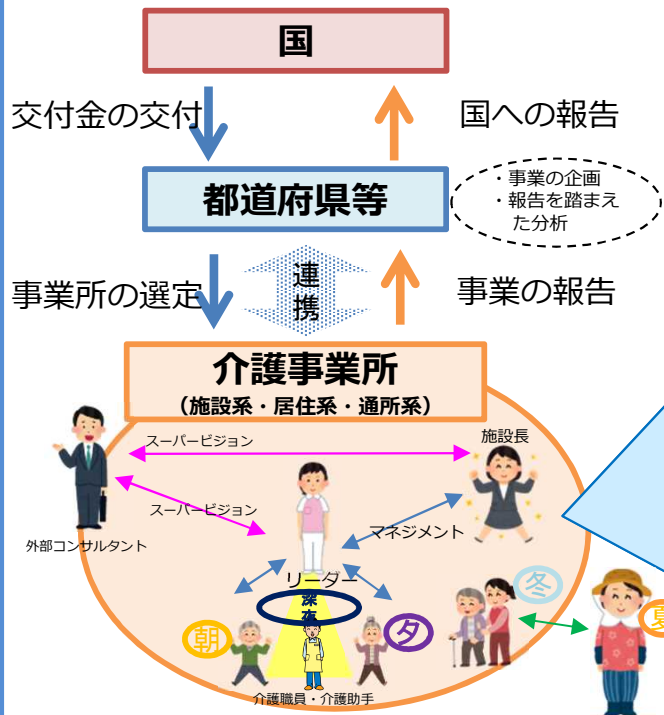 国
交付金の交付
国への報告
都道府県等
・事業の企画
・報告を踏まえ
た分析
事業所の選定
連
携
事業の報告
介護事業所
(施設系・居住系・通所系)
スーパービジョン
施設長
スーパービジョン
マネジメント
外部コンサルタント
リーダー
深
夜
朝
夕
冬
夏
介護職員・介護助手